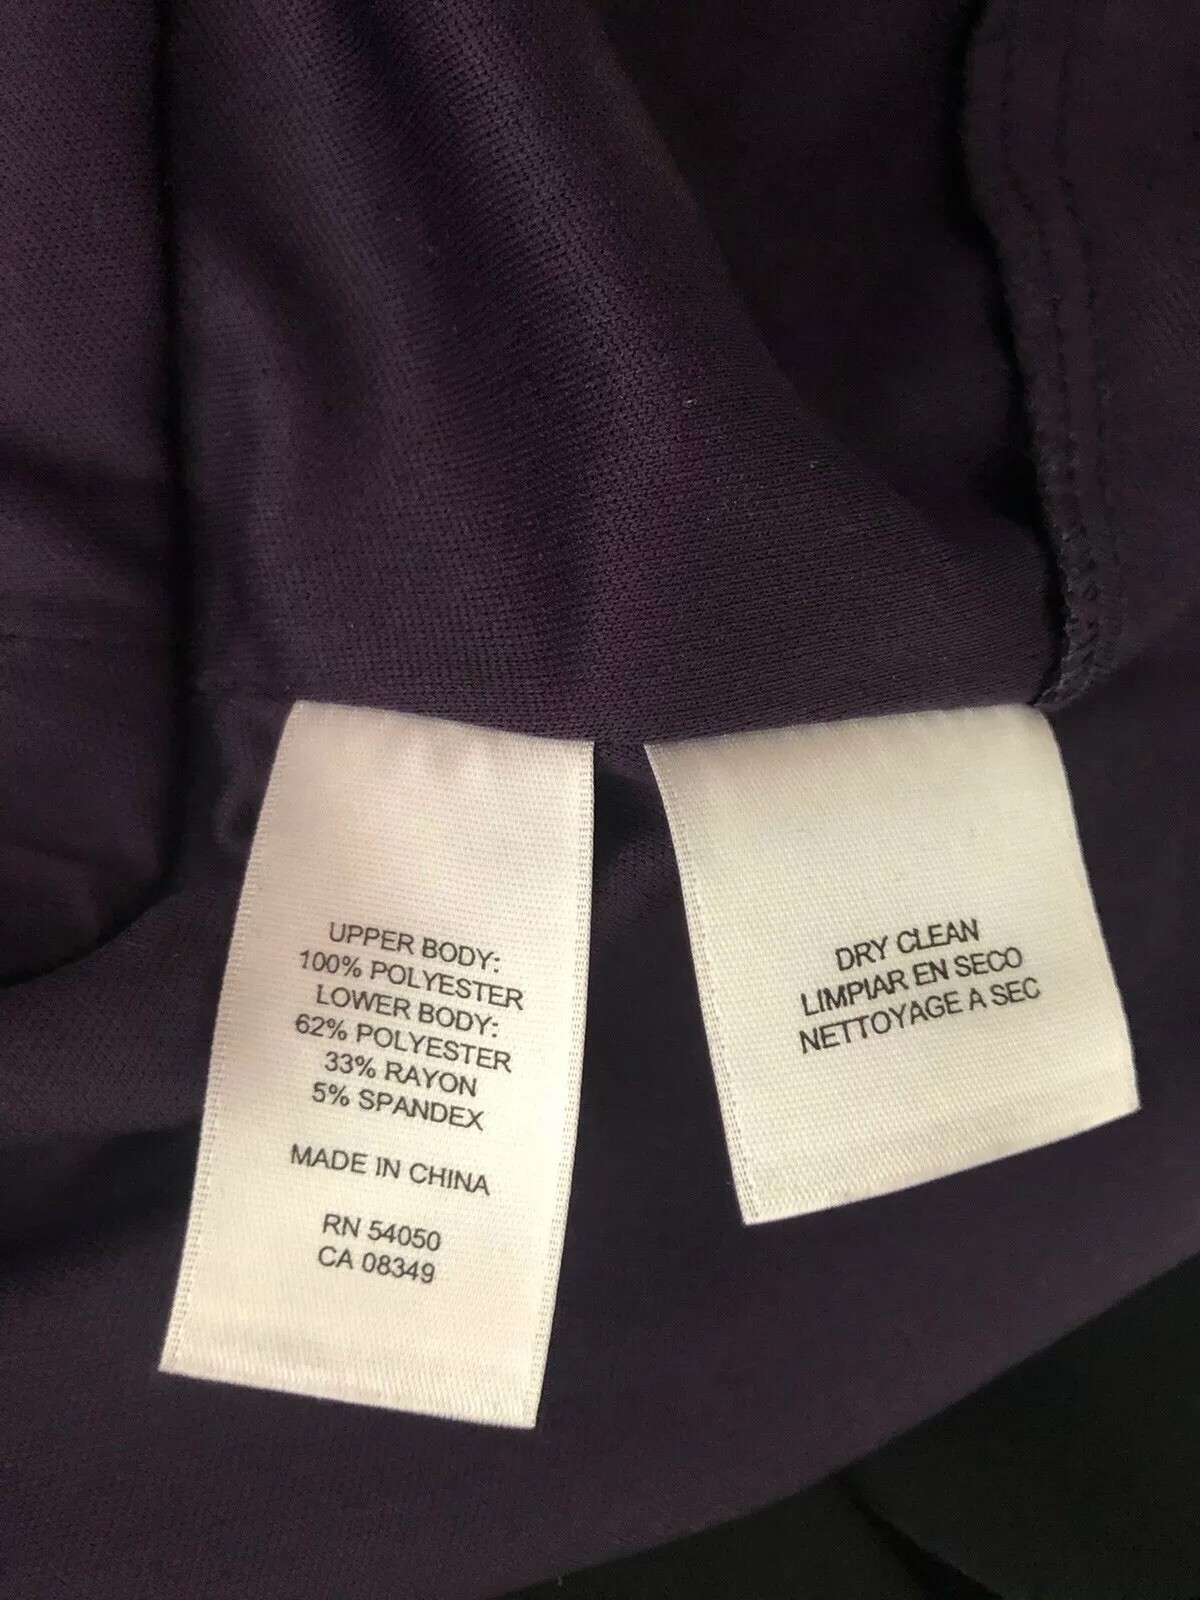 UPPER BODY:
100% POLYESTER
LOWER BODY:
62% POLYESTER
33% RAYON
5% SPANDEX
MADE IN CHINA
RN 54050
CA 08349
DRY CLEAN
LIMPIAR EN SECO
NETTOYAGE A SEC